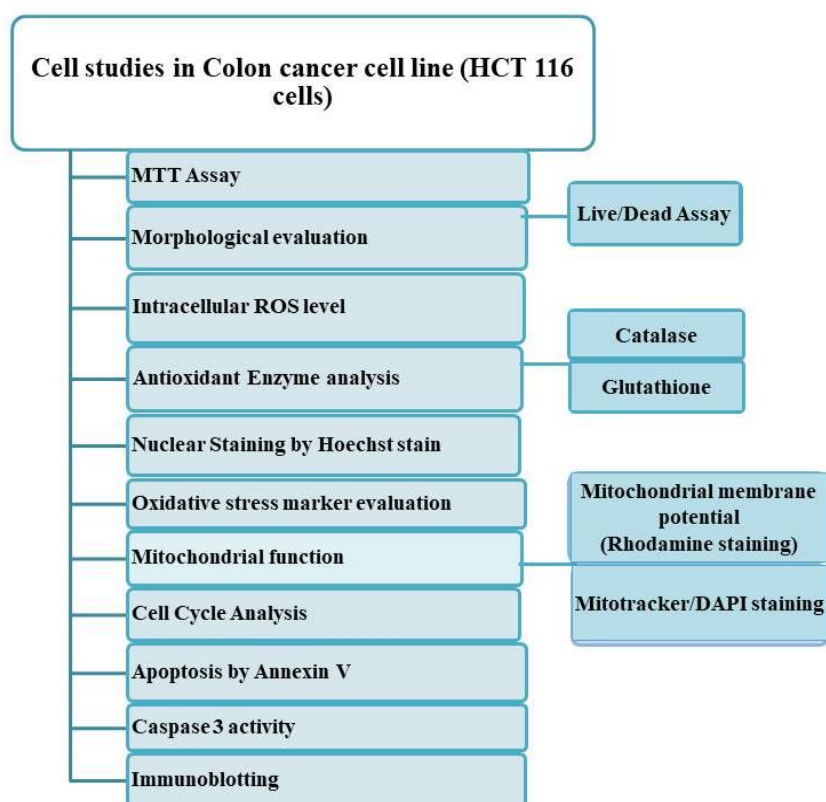 Cell studies in Colon cancer cell line (HCT 116
cells)
MTT Assay
Morphological evaluation
Live/Dead Assay
Intracellular ROS level
Antioxidant Enzyme analysis
Catalase
Glutathione
Nuclear Staining by Hoechst stain
Oxidative stress marker evaluation
Mitochondrial function
Mitochondrial membrane
potential
(Rhodamine staining)
Mitotracker/DAPI staining
Cell Cycle Analysis
Apoptosis by Annexin V
Caspase 3 activity
Immunoblotting